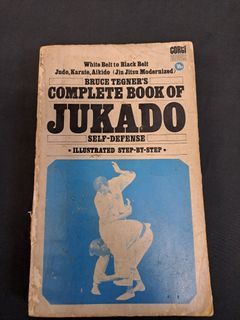 CORGI
White Belt to Black Belt
Judo, Karate, Aikido (Jiu Jitsu Modernized)
BRUCE TEGNER'S
COMPLETE BOOK OF
JUKADO
SELF-DEFENSE
• ILLUSTRATED STEP-BY-STEP •